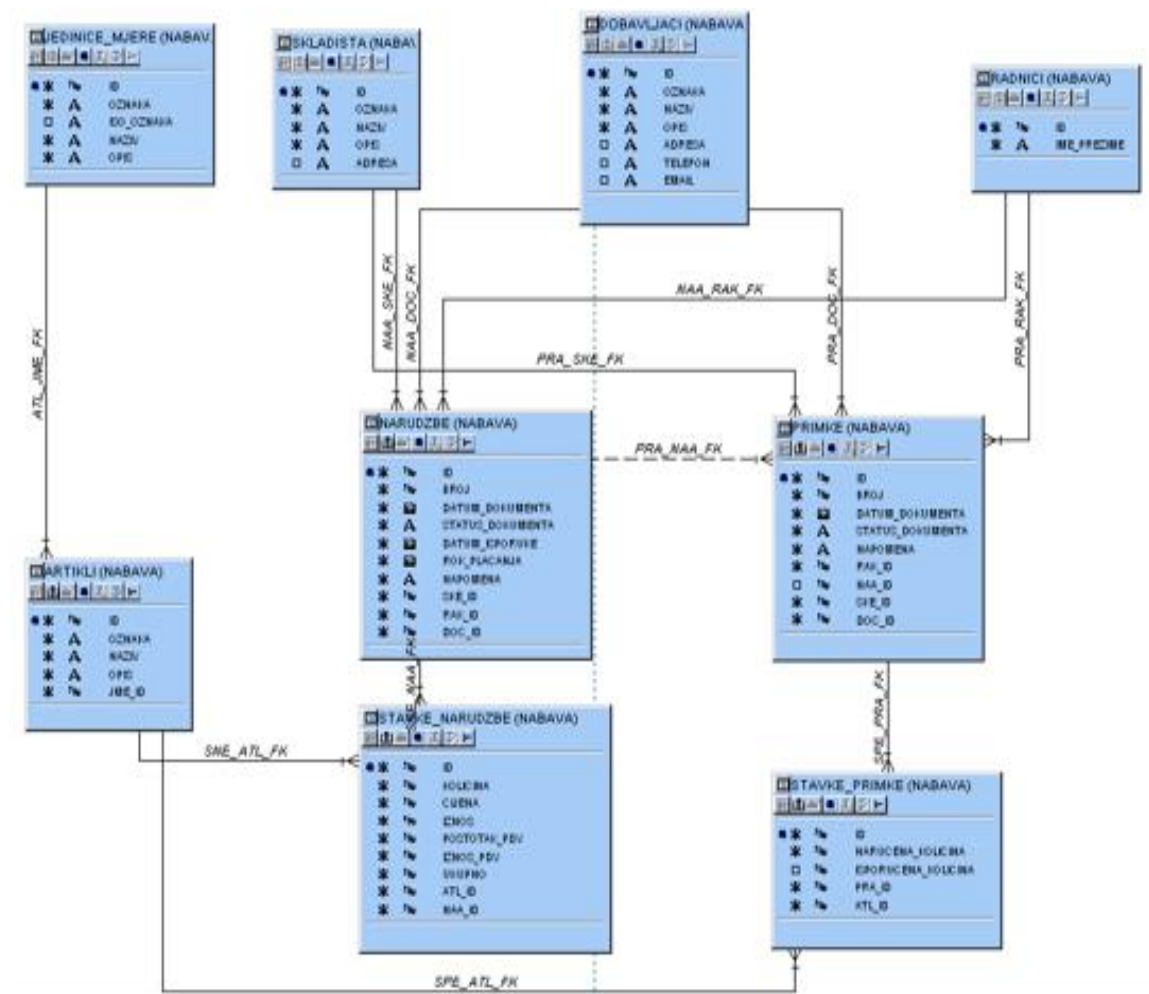 JEDINICE_MJERE (NABAV.
ID
OZNAKA
ISO_OZNAKA
NAZIV
OPIS
SKLADISTA (NABAV
ID
OZNAKA
NAZIV
OPIS
ADRESA
DOBAVLJACI (NABAVA
ID
OZNAKA
NAZIV
OPIS
ADRESA
TELEFON
EMAIL
RADNICI (NABAVA)
ID
IME_PREZIME
ATL_JME_FK
NAA_SKE_FK
NAA_DOC_FK
NAA_RAK_FK
PRA_DOC_FK
PRA_RAK_FK
PRA_SKE_FK
NARUDZBE (NABAVA)
ID
BROJ
DATUM_DOKUMENTA
STATUS_DOKUMENTA
DATUM_ISPORUKE
ROK_PLACANJA
NAPOMENA
SKE_ID
RAK_ID
DOC_ID
PRA_NAA_FK
PRIMKE (NABAVA)
ID
BROJ
DATUM_DOKUMENTA
STATUS_DOKUMENTA
NAPOMENA
RAK_ID
NAA_ID
SKE_ID
DOC_ID
ARTIKLI (NABAVA)
ID
OZNAKA
NAZIV
OPIS
JME_ID
SNE_NAA_FK
SNE_ATL_FK
STAVKE_NARUDZBE (NABAVA)
ID
KOLICINA
CIJENA
IZNOS
POSTOTAK_PDV
IZNOS_PDV
UKUPNO
ATL_ID
NAA_ID
SPE_PRA_FK
STAVKE_PRIMKE (NABAVA)
ID
NARUCENA_KOLICINA
ISPORUCENA_KOLICINA
PRA_ID
ATL_ID
SPE_ATL_FK